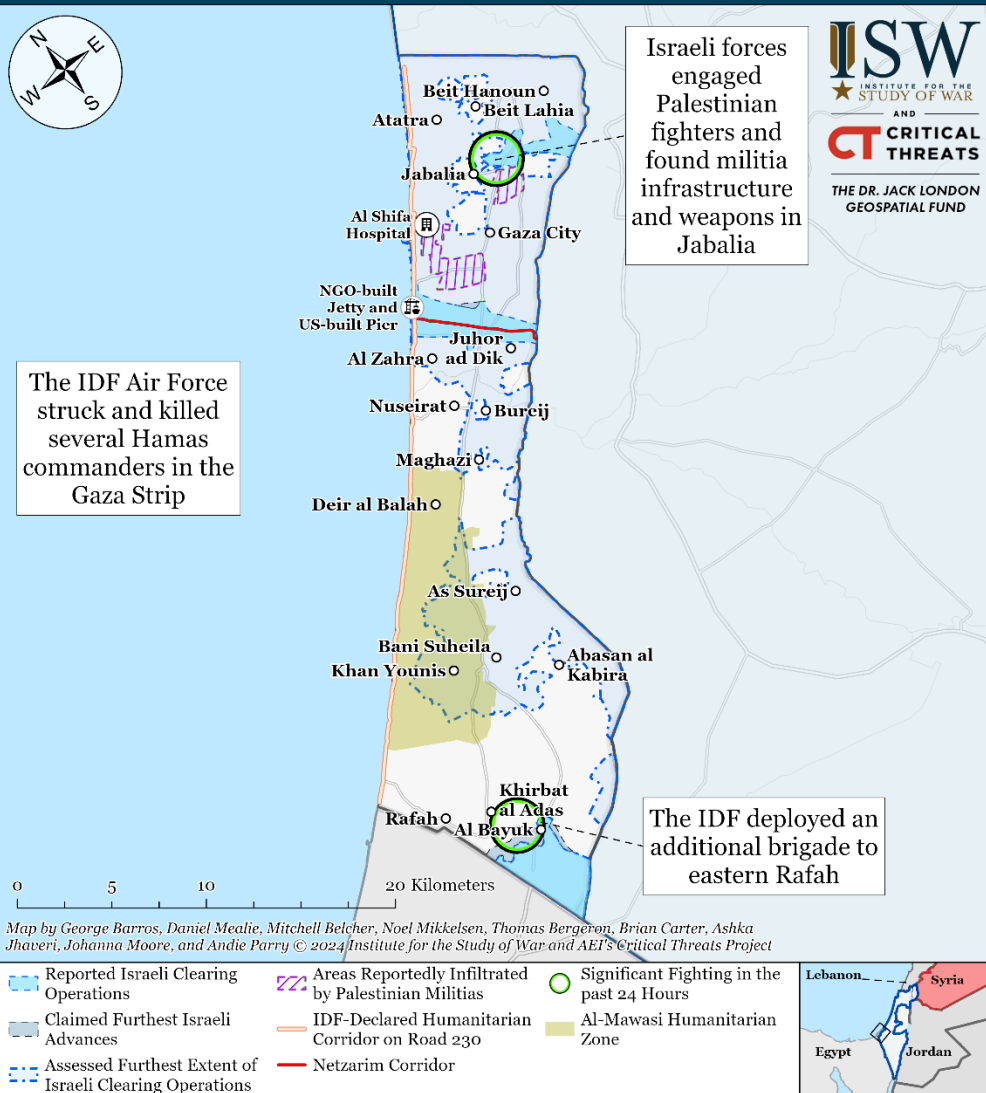 N
E
W
S
Israeli forces
engaged
Palestinian
fighters and
found militia
infrastructure
and weapons in
Jabalia
ISW
INSTITUTE FOR THE
STUDY OF WAR
AND
CT CRITICAL
THREATS
THE DR. JACK LONDON
GEOSPATIAL FUND
Beit Hanoun
Beit Lahia
Atatra
Jabalia
Al Shifa
Hospital
Gaza City
NGO-built
Jetty and
US-built Pier
Juhor
ad Dik
Al Zahra
The IDF Air Force
struck and killed
several Hamas
commanders in the
Gaza Strip
Nuseirat
Bureij
Maghazi
Deir al Balah
As Sureij
Bani Suheila
Khan Younis
Abasan al
Kabira
Khirbat
al Adas
Rafah
Al Bayuk
The IDF deployed an
additional brigade to
eastern Rafah
0 5 10 20 Kilometers
Map by George Barros, Daniel Mealie, Mitchell Belcher, Noel Mikkelsen, Thomas Bergeron, Brian Carter, Ashka
Jhaveri, Johanna Moore, and Andie Parry © 2024 Institute for the Study of War and AEI's Critical Threats Project
Reported Israeli Clearing
Operations
Claimed Furthest Israeli
Advances
Assessed Furthest Extent of
Israeli Clearing Operations
Areas Reportedly Infiltrated
by Palestinian Militias
IDF-Declared Humanitarian
Corridor on Road 230
Netzarim Corridor
Significant Fighting in the
past 24 Hours
Al-Mawasi Humanitarian
Zone
Lebanon
Syria
Egypt
Jordan